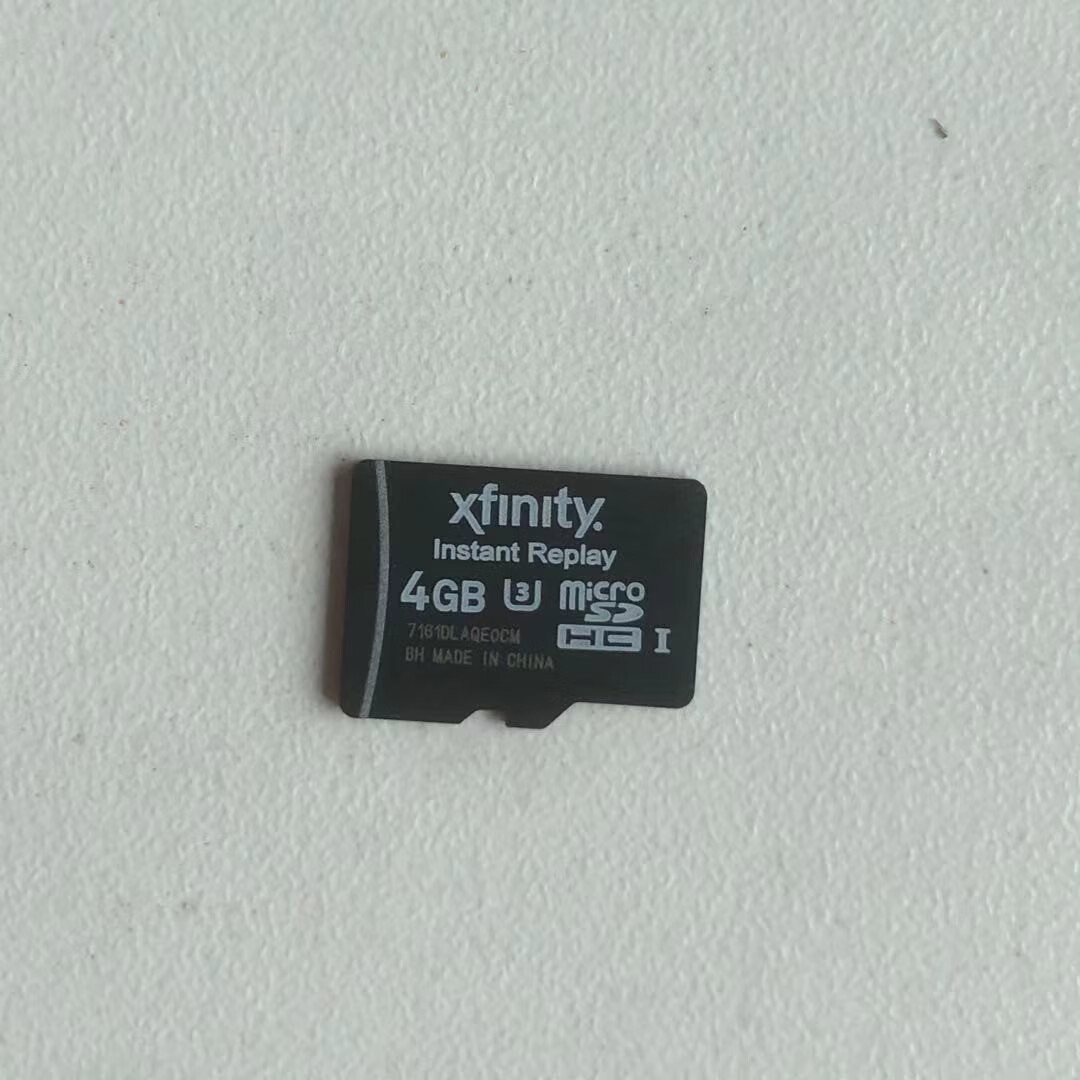 xfinity.
Instant Replay
4GB U3 micro SD
HC I
7161DLAQE0CM
BH MADE IN CHINA